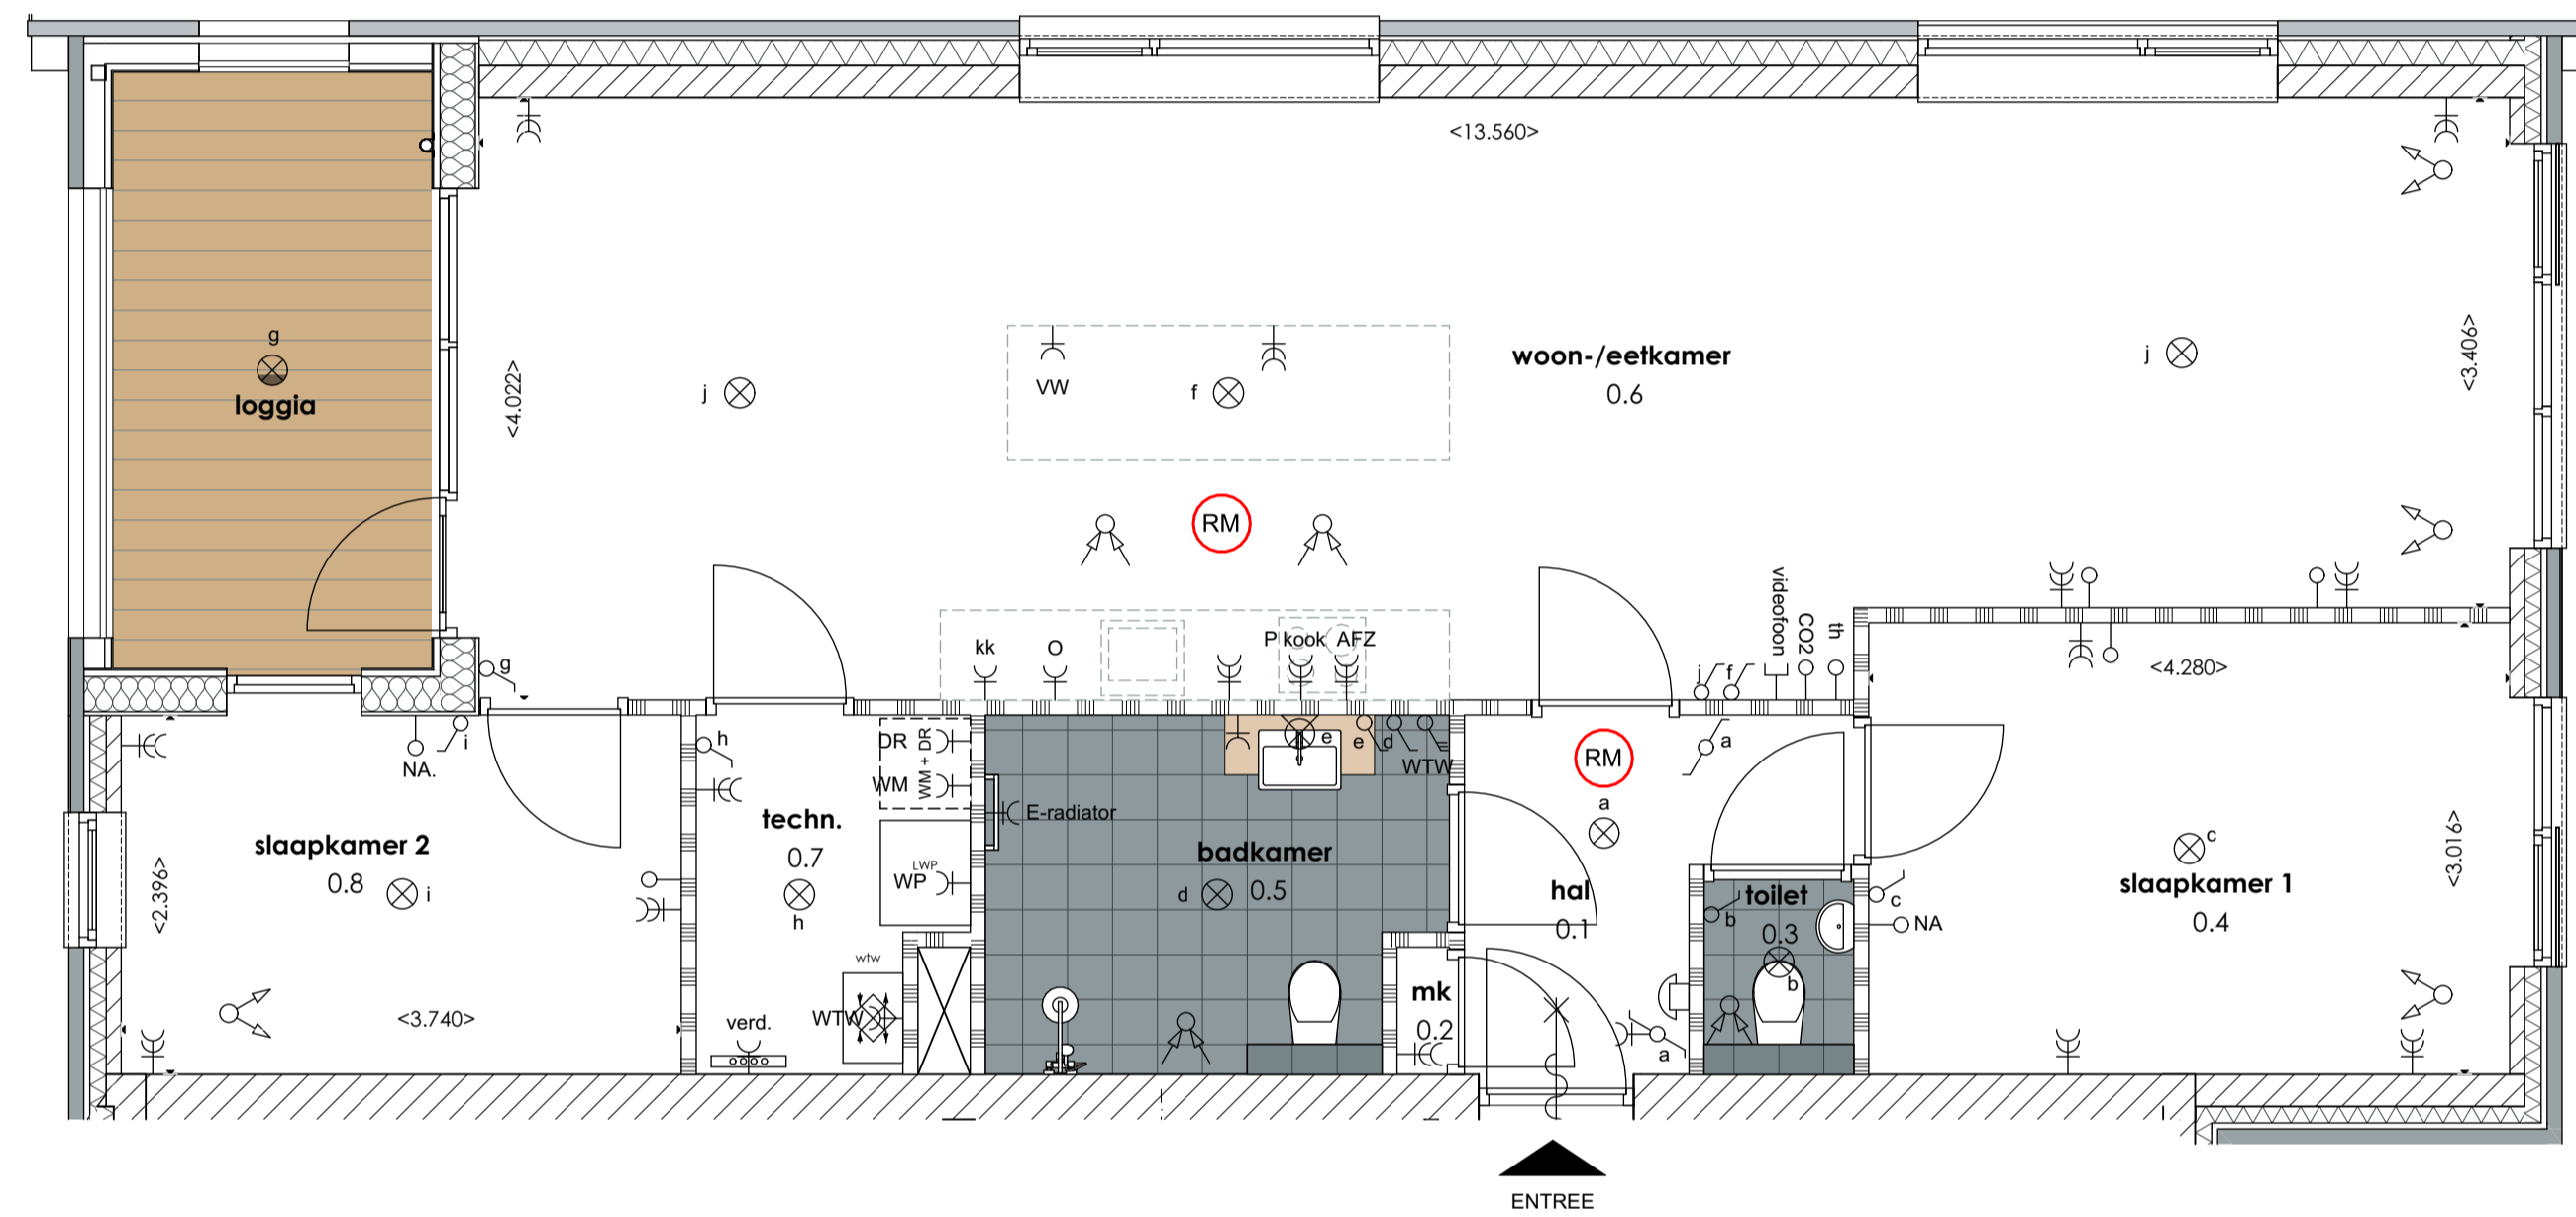 <13.560>
g
loggia
<4.022>
j
VW
f
woon-/eetkamer
0.6
j
<3.406>
RM
kk
O
P kook
AFZ
j
f
videofoon
CO2
th
g
<4.280>
NA.
i
h
DR
WM
WM + DR
e
e
d
WTW
RM
a
a
E-radiator
techn.
0.7
h
slaapkamer 2
0.8
i
<2.396>
LWP
WP
badkamer
d
0.5
hal
0.1
toilet
b
0.3
b
c
slaapkamer 1
0.4
c
NA
<3.016>
<3.740>
verd.
wtw
WTW
mk
0.2
a
ENTREE